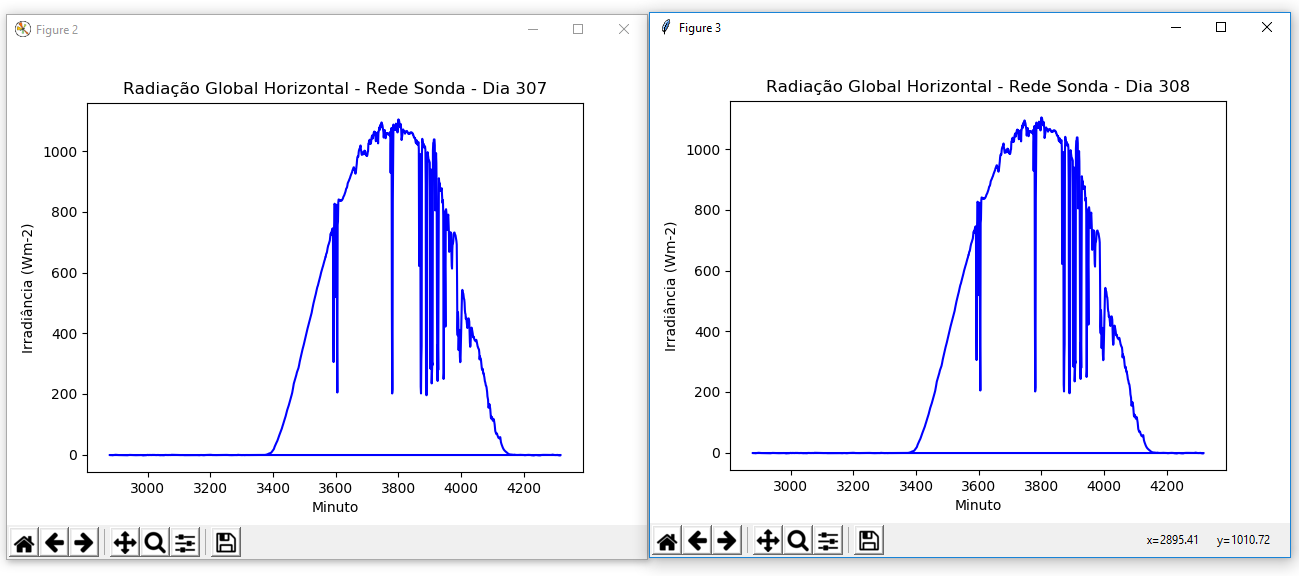 Figure 2
Radiação Global Horizontal - Rede Sonda - Dia 307
Irradiância (Wm-2)
1000
800
600
400
200
0
3000 3200 3400 3600 3800 4000 4200
Minuto
Figure 3
Radiação Global Horizontal - Rede Sonda - Dia 308
Irradiância (Wm-2)
1000
800
600
400
200
0
3000 3200 3400 3600 3800 4000 4200
Minuto
x=2895.41 y=1010.72